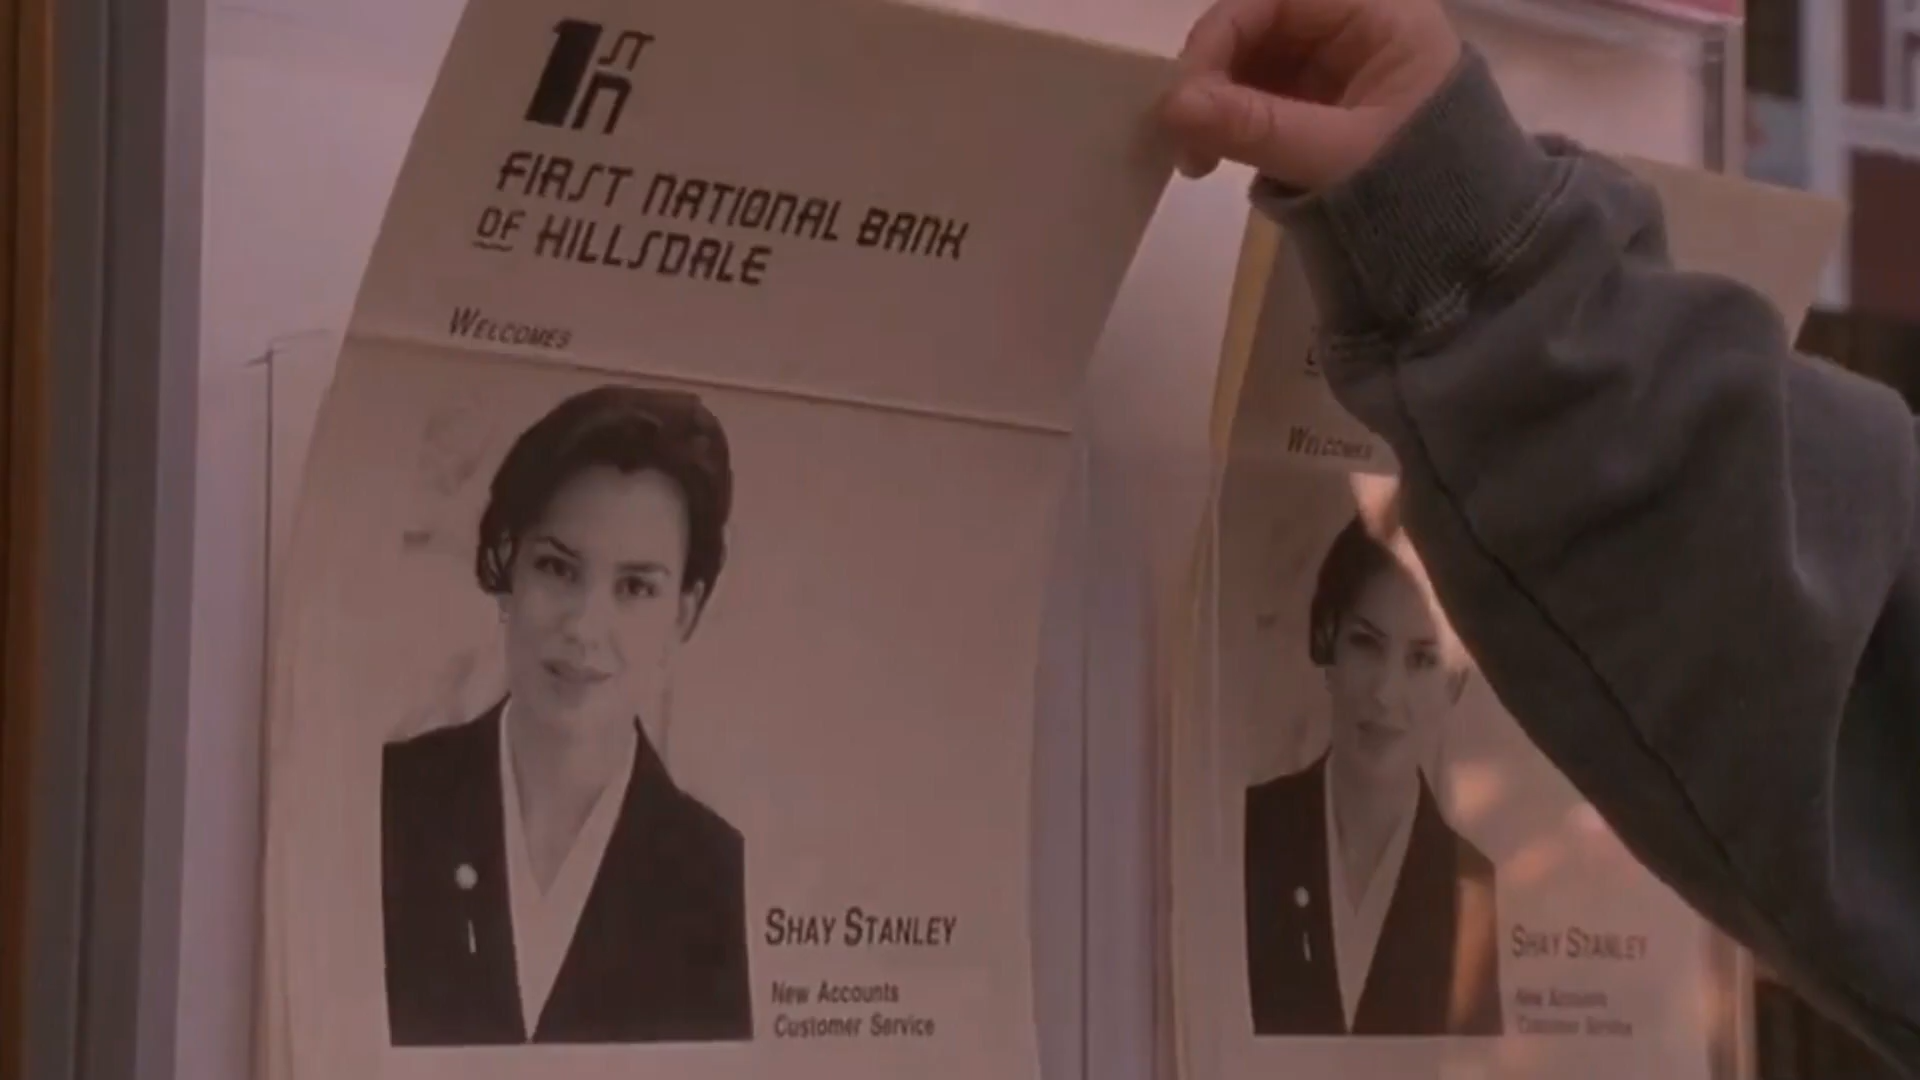 1ST
N
FIRST NATIONAL BANK
OF HILLSDALE
WELCOMES
SHAY STANLEY
New Accounts
Customer Service
WELCOMES
SHAY STANLEY
New Accounts
Customer Service